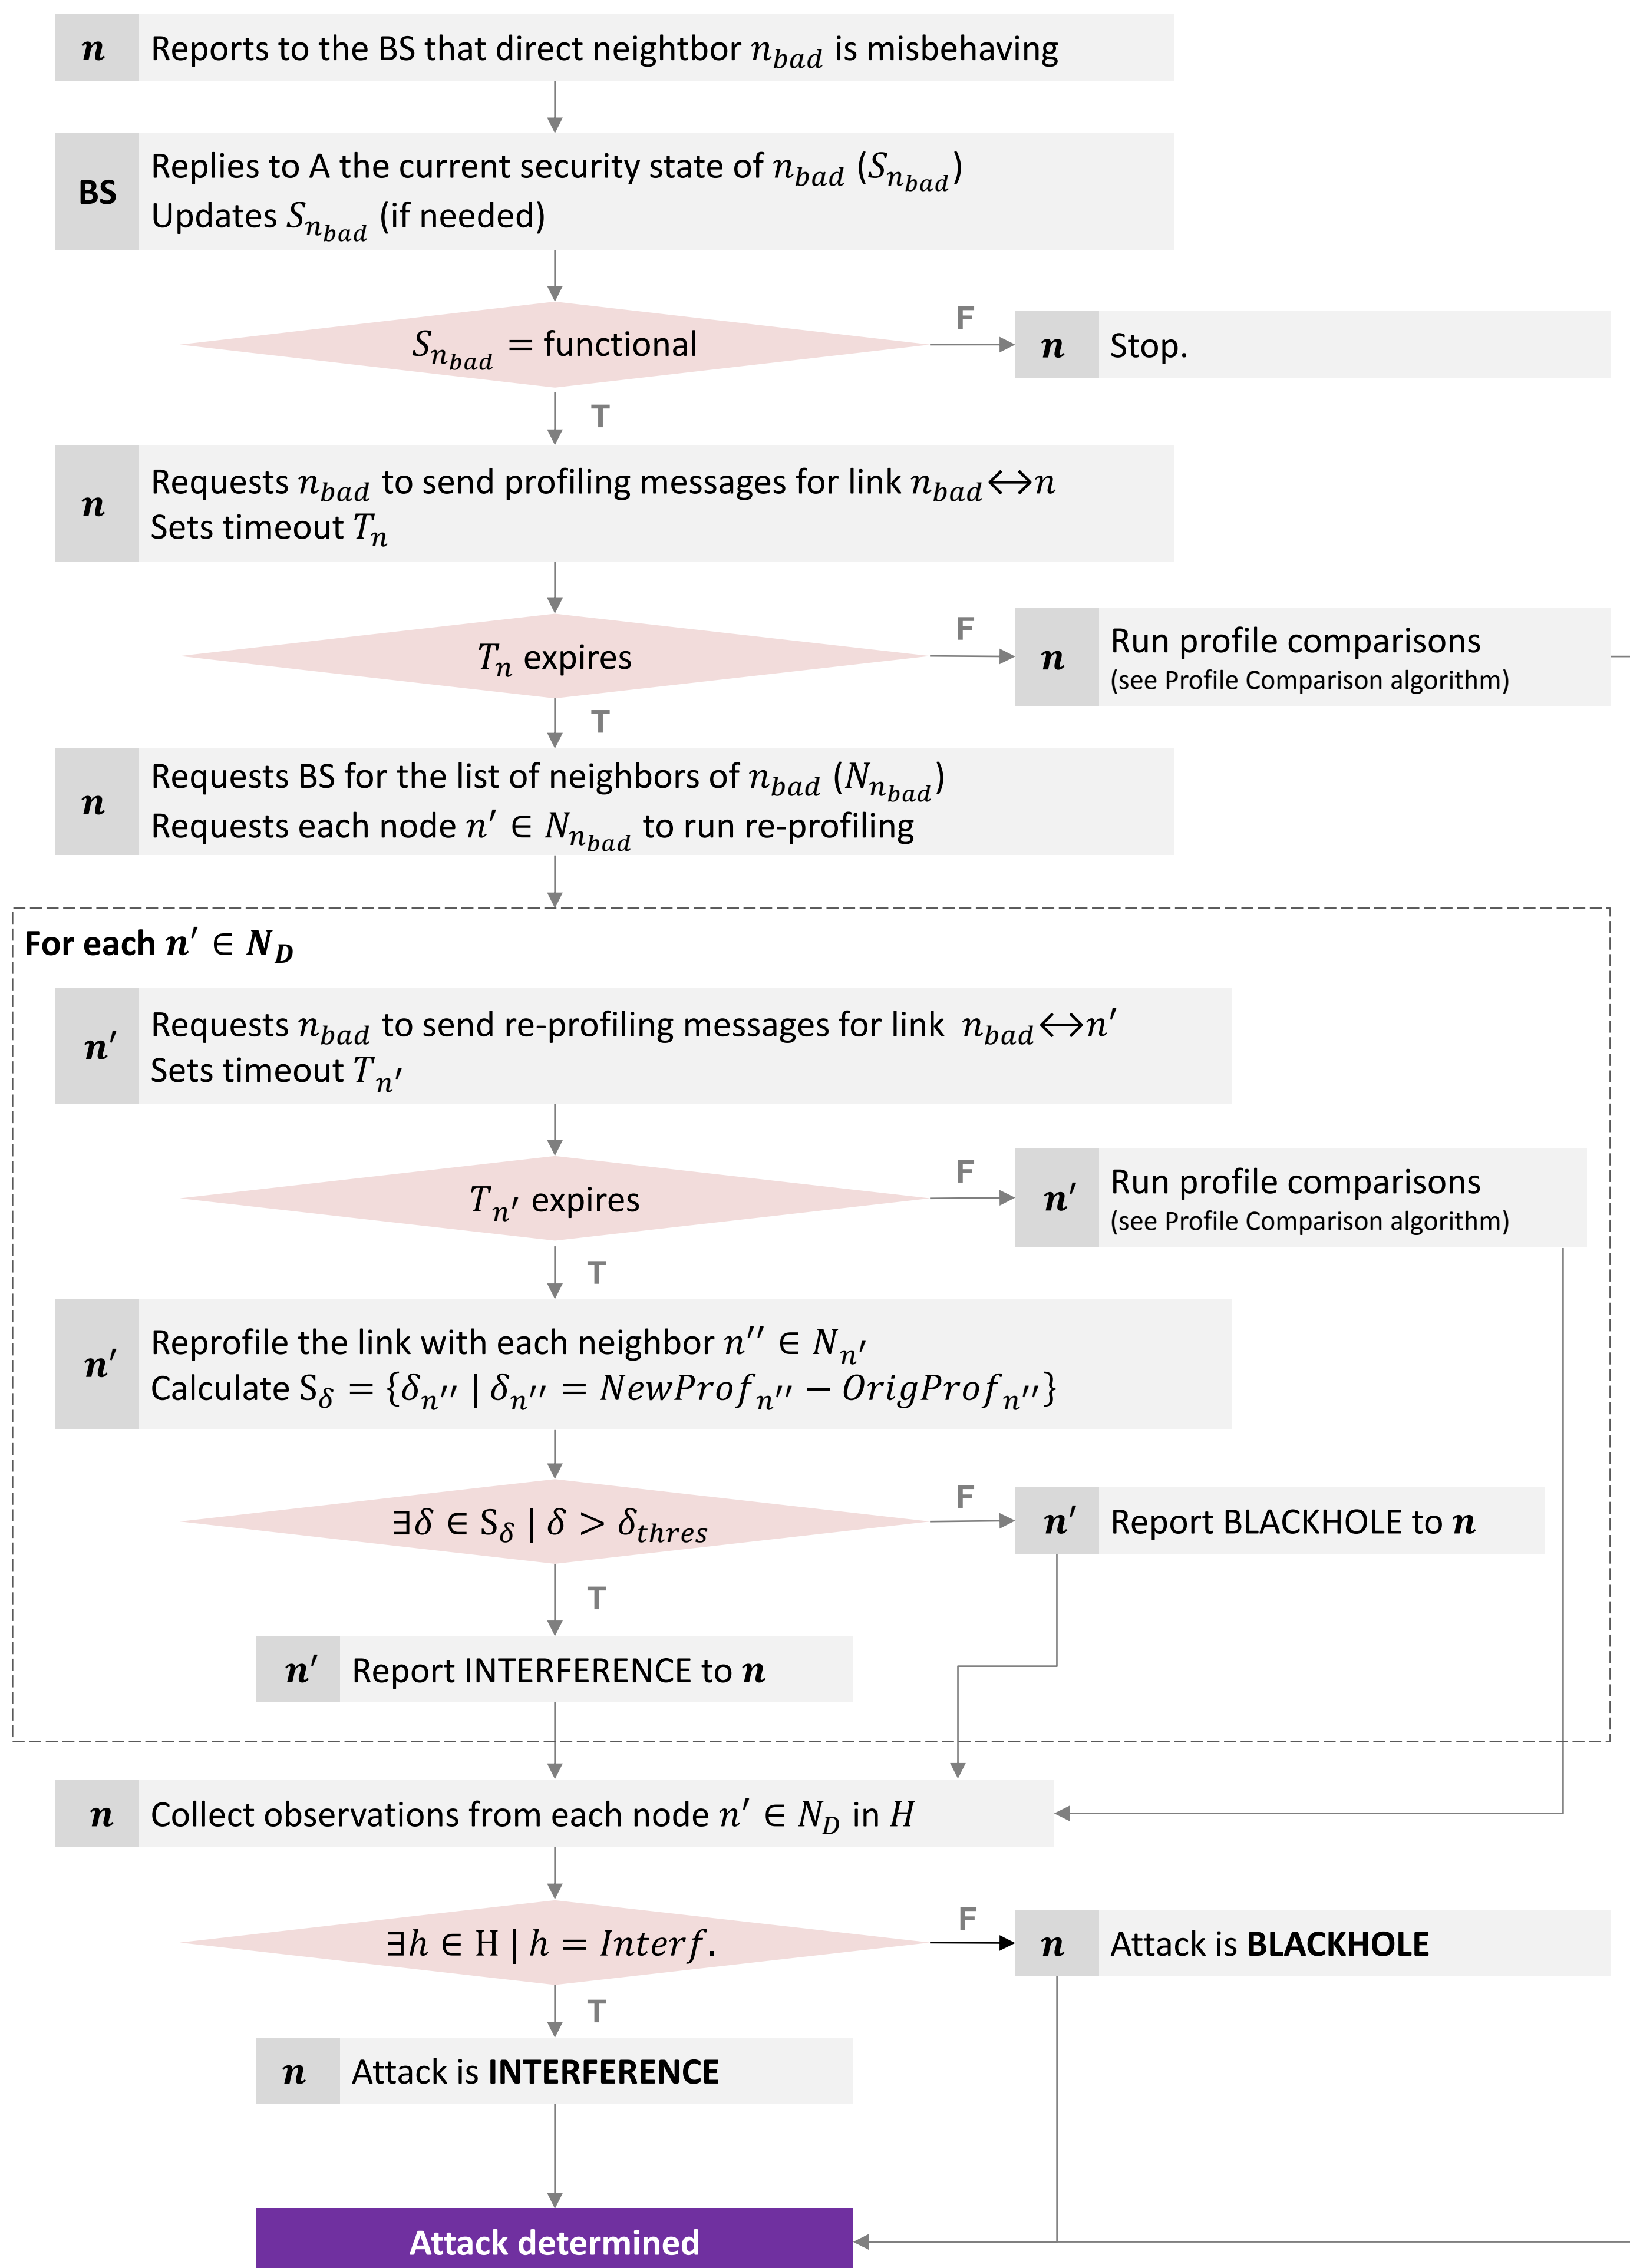 n Reports to the BS that direct neightbor n_bad is misbehaving
BS
Replies to A the current security state of n_bad (S_n_bad)
Updates S_n_bad (if needed)
S_n_bad = functional
F
n Stop.
T
n
Requests n_bad to send profiling messages for link n_bad↔n
Sets timeout T_n
T_n expires
F
n
Run profile comparisons
(see Profile Comparison algorithm)
T
n
Requests BS for the list of neighbors of n_bad (N_n_bad)
Requests each node n′ ∈ N_n_bad to run re-profiling
For each n′ ∈ N_D
n′
Requests n_bad to send re-profiling messages for link n_bad↔n′
Sets timeout T_n′
T_n′ expires
F
n′
Run profile comparisons
(see Profile Comparison algorithm)
T
n′
Reprofile the link with each neighbor n′′ ∈ N_n′
Calculate S_δ = {δ_n′′ | δ_n′′ = NewProf_n′′ − OrigProf_n′′}
∃δ ∈ S_δ | δ > δ_thres
F
n′ Report BLACKHOLE to n
T
n′ Report INTERFERENCE to n
n Collect observations from each node n′ ∈ N_D in H
∃h ∈ H | h = Interf.
F
n Attack is BLACKHOLE
T
n Attack is INTERFERENCE
Attack determined